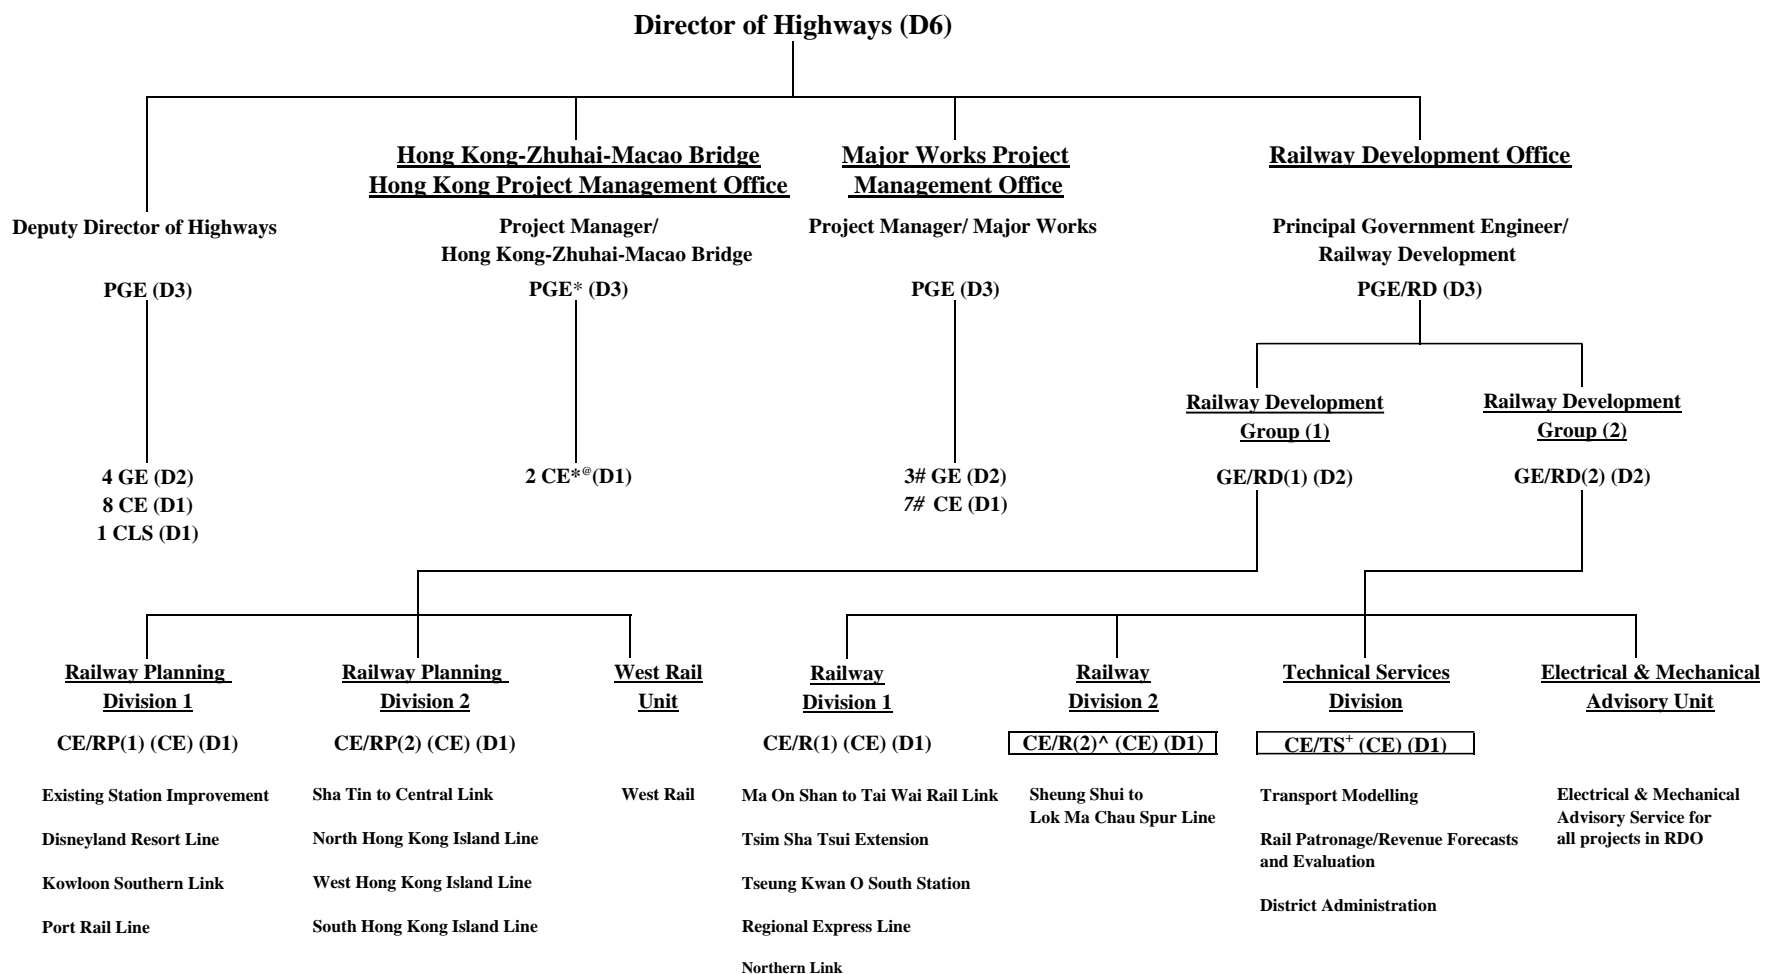 Director of Highways (D6)
Hong Kong-Zhuhai-Macao Bridge
Hong Kong Project Management Office
Major Works Project
Management Office
Railway Development Office
Deputy Director of Highways
Project Manager/
Hong Kong-Zhuhai-Macao Bridge
Project Manager/ Major Works
Principal Government Engineer/
Railway Development
PGE (D3)
PGE* (D3)
PGE (D3)
PGE/RD (D3)
Railway Development
Group (1)
Railway Development
Group (2)
4 GE (D2)
8 CE (D1)
1 CLS (D1)
2 CE*@(D1)
3# GE (D2)
7# CE (D1)
GE/RD(1) (D2)
GE/RD(2) (D2)
Railway Planning
Division 1
Railway Planning
Division 2
West Rail
Unit
Railway
Division 1
Railway
Division 2
Technical Services
Division
Electrical & Mechanical
Advisory Unit
CE/RP(1) (CE) (D1)
CE/RP(2) (CE) (D1)
CE/R(1) (CE) (D1)
CE/R(2)^ (CE) (D1)
CE/TS+ (CE) (D1)
Existing Station Improvement
Disneyland Resort Line
Kowloon Southern Link
Port Rail Line
Sha Tin to Central Link
North Hong Kong Island Line
West Hong Kong Island Line
South Hong Kong Island Line
West Rail
Ma On Shan to Tai Wai Rail Link
Tsim Sha Tsui Extension
Tseung Kwan O South Station
Regional Express Line
Northern Link
Sheung Shui to
Lok Ma Chau Spur Line
Transport Modelling
Rail Patronage/Revenue Forecasts
and Evaluation
District Administration
Electrical & Mechanical
Advisory Service for
all projects in RDO